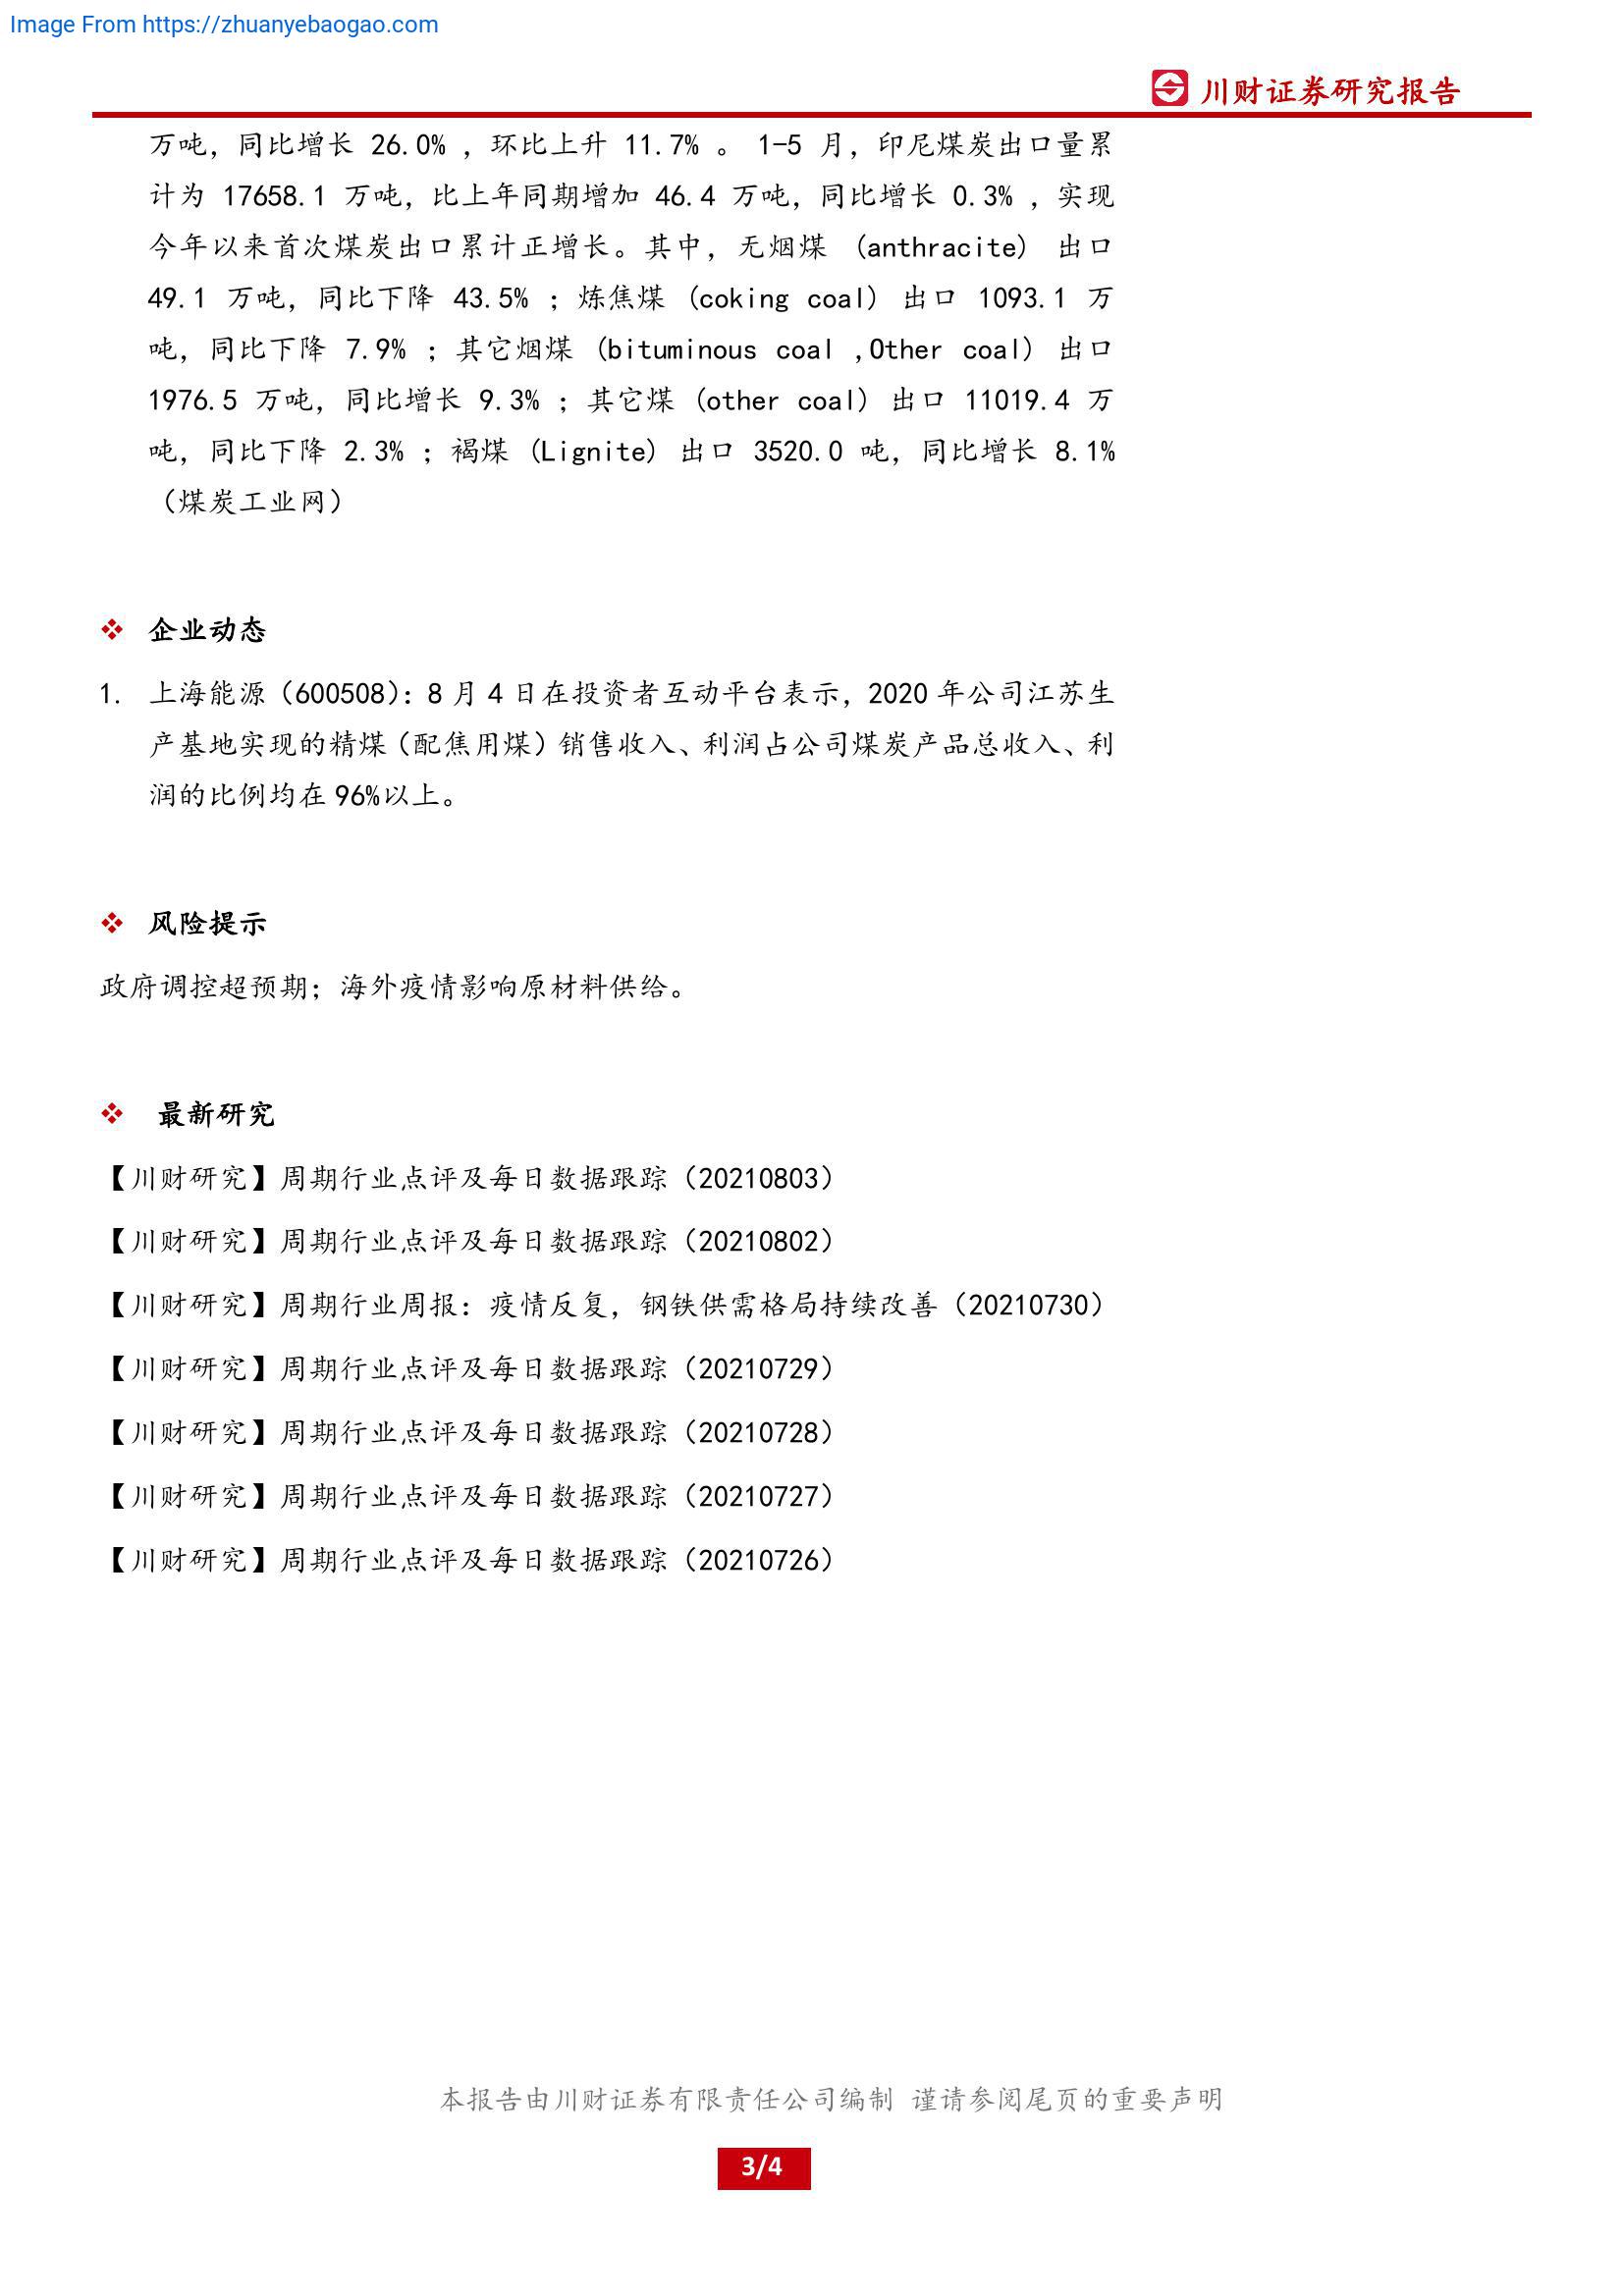 Image From https://zhuanyebaogao.com
川财证券研究报告
万吨，同比增长 26.0% ，环比上升 11.7% 。 1-5 月，印尼煤炭出口量累
计为 17658.1 万吨，比上年同期增加 46.4 万吨，同比增长 0.3% ，实现
今年以来首次煤炭出口累计正增长。其中，无烟煤 (anthracite) 出口
49.1 万吨，同比下降 43.5% ；炼焦煤 (coking coal) 出口 1093.1 万
吨，同比下降 7.9% ；其它烟煤 (bituminous coal ,Other coal) 出口
1976.5 万吨，同比增长 9.3% ；其它煤 (other coal) 出口 11019.4 万
吨，同比下降 2.3% ；褐煤 (Lignite) 出口 3520.0 吨，同比增长 8.1%
（煤炭工业网）
❖ 企业动态
1. 上海能源（600508）：8 月 4 日在投资者互动平台表示，2020 年公司江苏生
产基地实现的精煤（配焦用煤）销售收入、利润占公司煤炭产品总收入、利
润的比例均在 96%以上。
❖ 风险提示
政府调控超预期；海外疫情影响原材料供给。
❖ 最新研究
【川财研究】周期行业点评及每日数据跟踪（20210803）
【川财研究】周期行业点评及每日数据跟踪（20210802）
【川财研究】周期行业周报：疫情反复，钢铁供需格局持续改善（20210730）
【川财研究】周期行业点评及每日数据跟踪（20210729）
【川财研究】周期行业点评及每日数据跟踪（20210728）
【川财研究】周期行业点评及每日数据跟踪（20210727）
【川财研究】周期行业点评及每日数据跟踪（20210726）
本报告由川财证券有限责任公司编制 谨请参阅尾页的重要声明
3/4